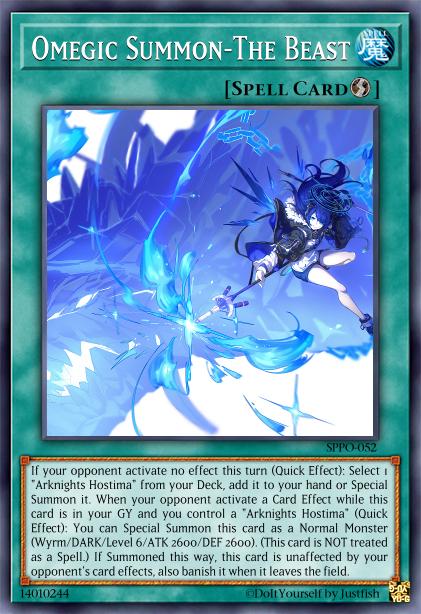 Omegic Summon-The Beast
SPELL
魔
[Spell Card]
SPPO-052
If your opponent activate no effect this turn (Quick Effect): Select 1
"Arknights Hostima" from your Deck, add it to your hand or Special
Summon it. When your opponent activate a Card Effect while this
card is in your GY and you control a "Arknights Hostima" (Quick
Effect): You can Special Summon this card as a Normal Monster
(Wyrm/DARK/Level 6/ATK 2600/DEF 2600). (This card is NOT treated
as a Spell.) If Summoned this way, this card is unaffected by your
opponent's card effects, also banish it when it leaves the field.
14010244
©DoItYourself by Justfish